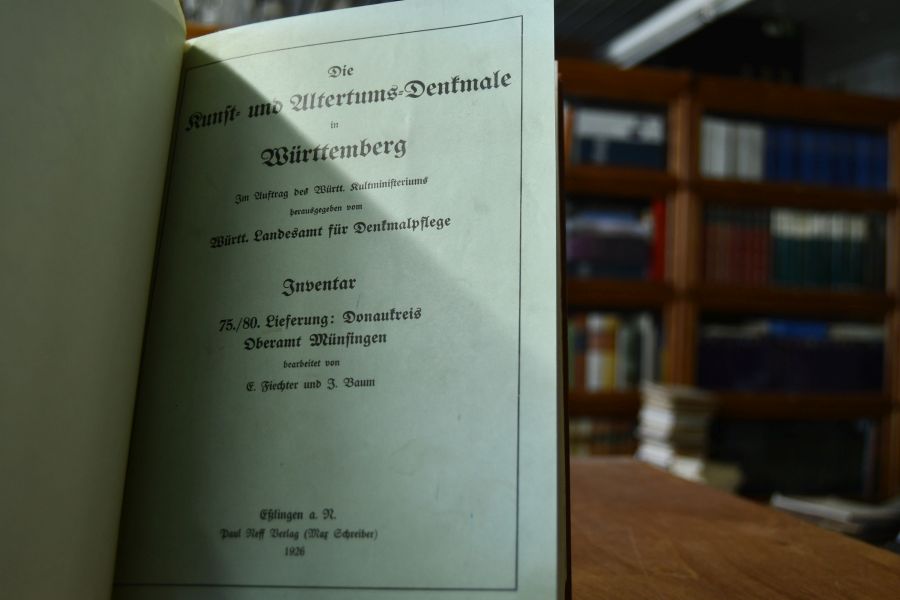 Die
Kunst- und Altertums-Denkmale
in
Württemberg
Im Auftrag des Württ. Kultministeriums
herausgegeben vom
Württ. Landesamt für Denkmalpflege
Inventar
75./80. Lieferung: Donaukreis
Oberamt Münsingen
bearbeitet von
E. Fiechter und J. Baum
Eßlingen a. N.
Paul Neff Verlag (Max Schreiber)
1926